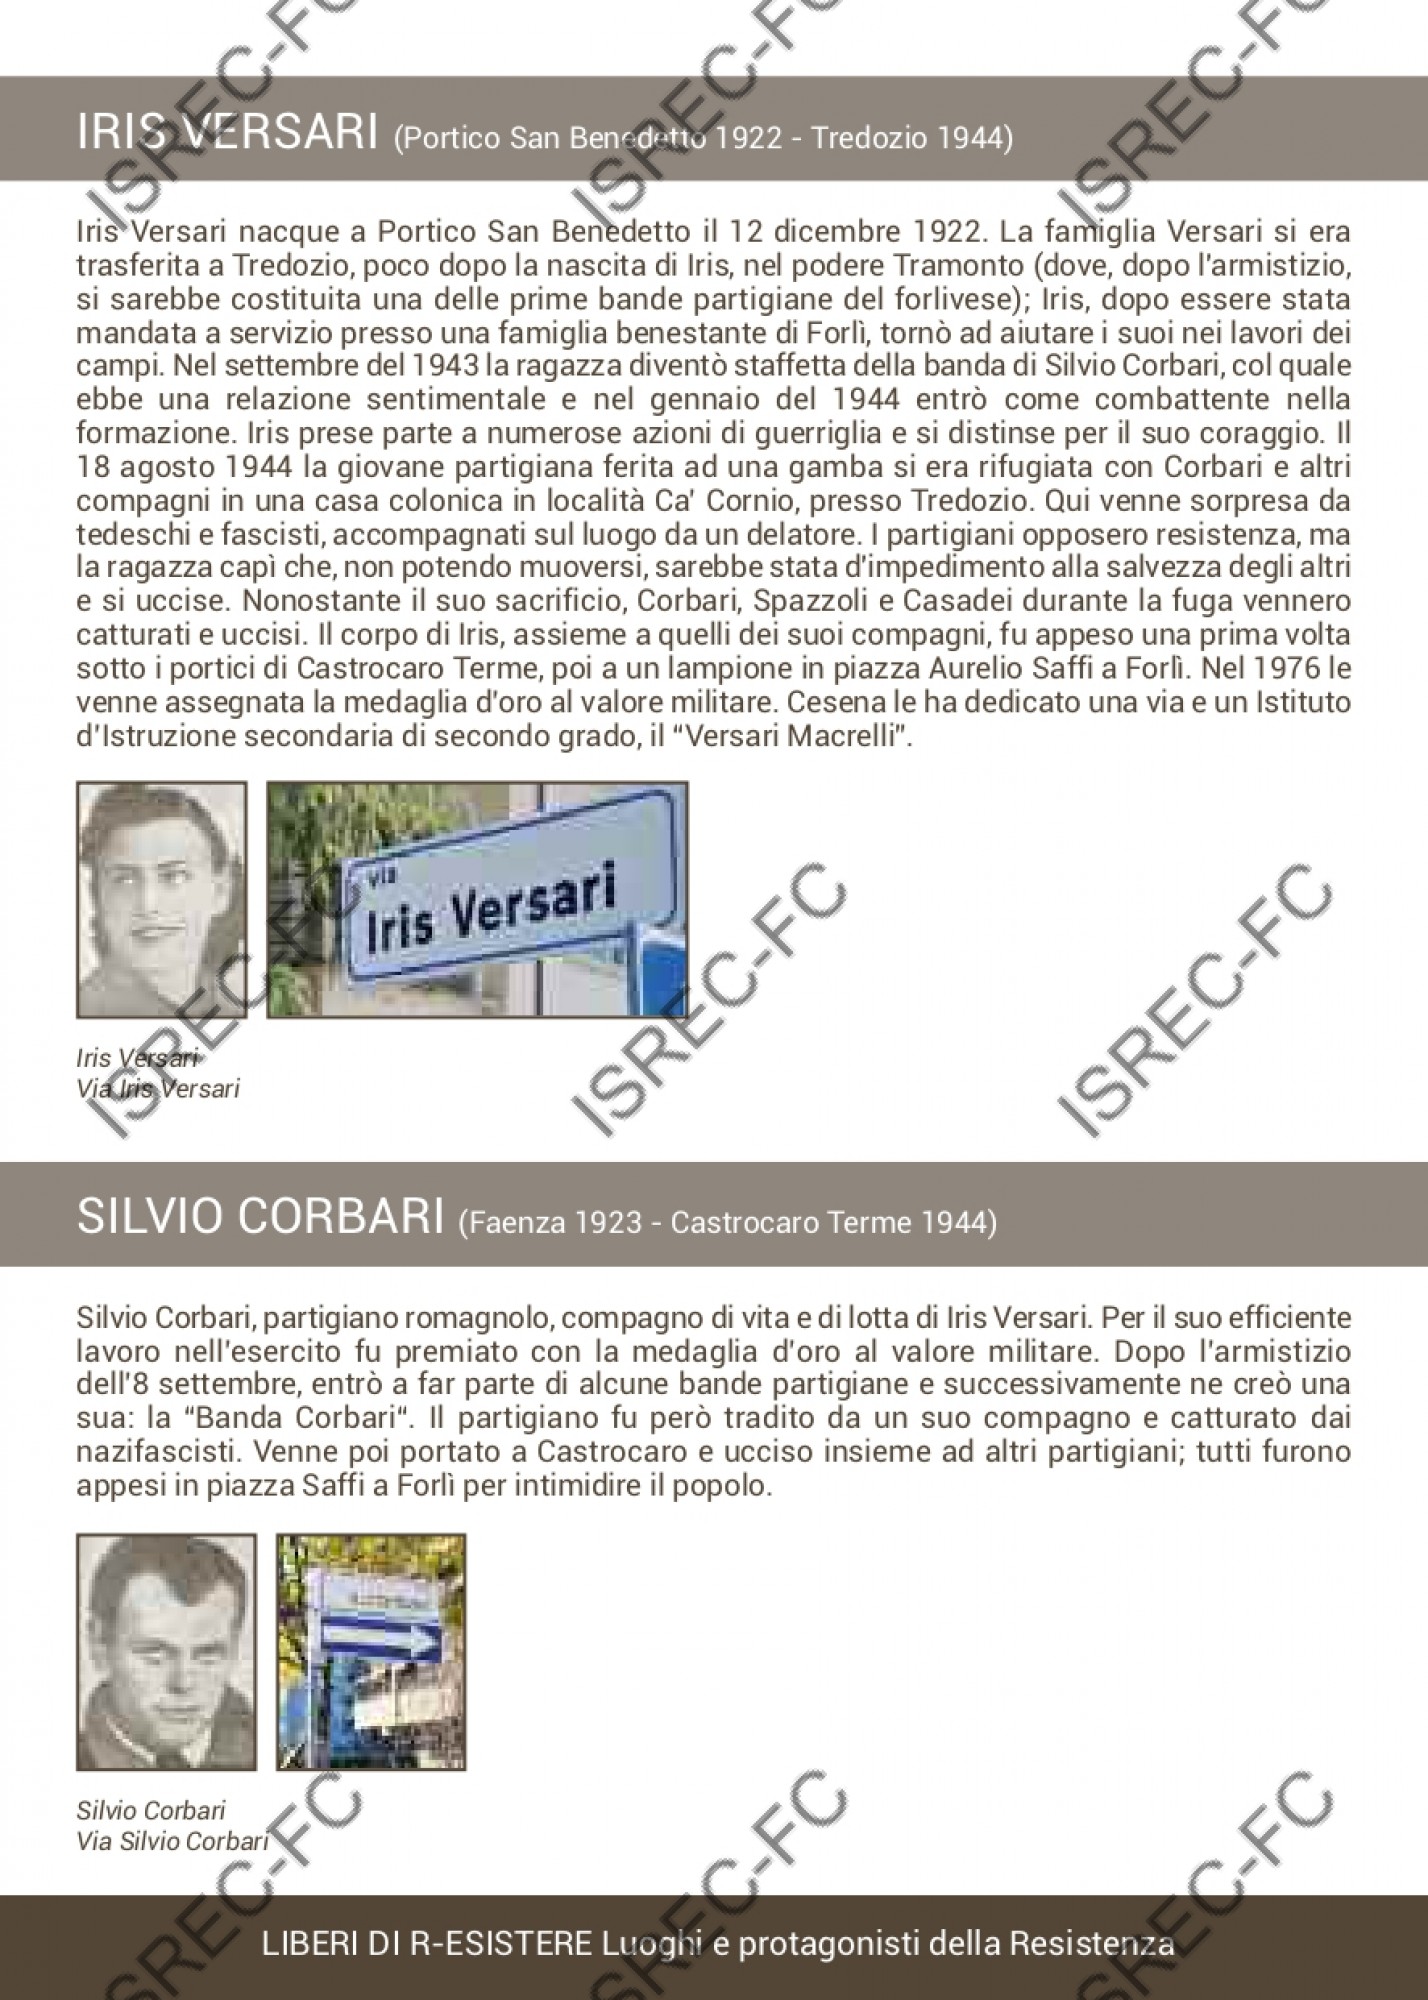 IRIS VERSARI (Portico San Benedetto 1922 - Tredozio 1944)
Iris Versari nacque a Portico San Benedetto il 12 dicembre 1922. La famiglia Versari si era
trasferita a Tredozio, poco dopo la nascita di Iris, nel podere Tramonto (dove, dopo l'armistizio,
si sarebbe costituita una delle prime bande partigiane del forlivese); Iris, dopo essere stata
mandata a servizio presso una famiglia benestante di Forlì, tornò ad aiutare i suoi nei lavori dei
campi. Nel settembre del 1943 la ragazza diventò staffetta della banda di Silvio Corbari, col quale
ebbe una relazione sentimentale e nel gennaio del 1944 entrò come combattente nella
formazione. Iris prese parte a numerose azioni di guerriglia e si distinse per il suo coraggio. Il
18 agosto 1944 la giovane partigiana ferita ad una gamba si era rifugiata con Corbari e altri
compagni in una casa colonica in località Ca' Cornio, presso Tredozio. Qui venne sorpresa da
tedeschi e fascisti, accompagnati sul luogo da un delatore. I partigiani opposero resistenza, ma
la ragazza capì che, non potendo muoversi, sarebbe stata d'impedimento alla salvezza degli altri
e si uccise. Nonostante il suo sacrificio, Corbari, Spazzoli e Casadei durante la fuga vennero
catturati e uccisi. Il corpo di Iris, assieme a quelli dei suoi compagni, fu appeso una prima volta
sotto i portici di Castrocaro Terme, poi a un lampione in piazza Aurelio Saffi a Forlì. Nel 1976 le
venne assegnata la medaglia d'oro al valore militare. Cesena le ha dedicato una via e un Istituto
d'Istruzione secondaria di secondo grado, il “Versari Macrelli”.
via
Iris Versari
Iris Versari
Via Iris Versari
SILVIO CORBARI (Faenza 1923 - Castrocaro Terme 1944)
Silvio Corbari, partigiano romagnolo, compagno di vita e di lotta di Iris Versari. Per il suo efficiente
lavoro nell'esercito fu premiato con la medaglia d'oro al valore militare. Dopo l'armistizio
dell'8 settembre, entrò a far parte di alcune bande partigiane e successivamente ne creò una
sua: la “Banda Corbari“. Il partigiano fu però tradito da un suo compagno e catturato dai
nazifascisti. Venne poi portato a Castrocaro e ucciso insieme ad altri partigiani; tutti furono
appesi in piazza Saffi a Forlì per intimidire il popolo.
Silvio Corbari
Via Silvio Corbari
LIBERI DI R-ESISTERE Luoghi e protagonisti della Resistenza
ISREC-FC
ISREC-FC
ISREC-FC
ISREC-FC
ISREC-FC
ISREC-FC
ISREC-FC
ISREC-FC
ISREC-FC